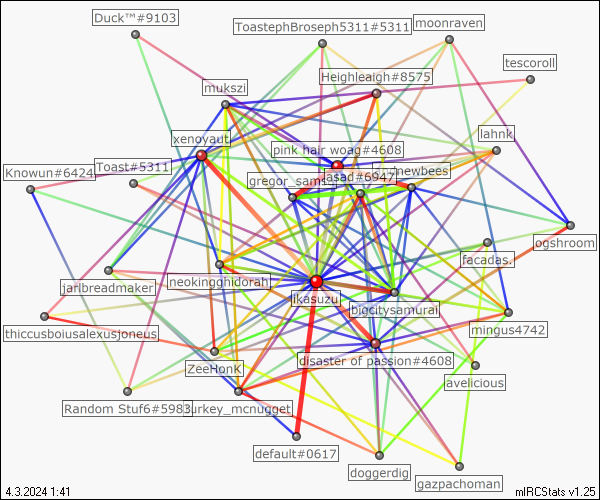 Duck™#9103
ToastephBroseph5311#5311
moonraven
tescoroll
Heighleaigh#8575
mukszi
lahnk
xenoyaut
pink hair woag#4608
Toast#5311
Knowun#6424
asad#6947
newbees
gregor_sams
ogshroom
facadas.
jarlbreadmaker
neokingghidorah
ikasuzu
bigcitysamurai
thiccusboiusalexusjoneus
mingus4742
ZeeHonk
disaster of passion#4608
avelicious
Random Stuf6#5983
turkey_mcnugget
default#0617
doggerdig
gazpachoman
4.3.2024 1:41
mIRCStats v1.25